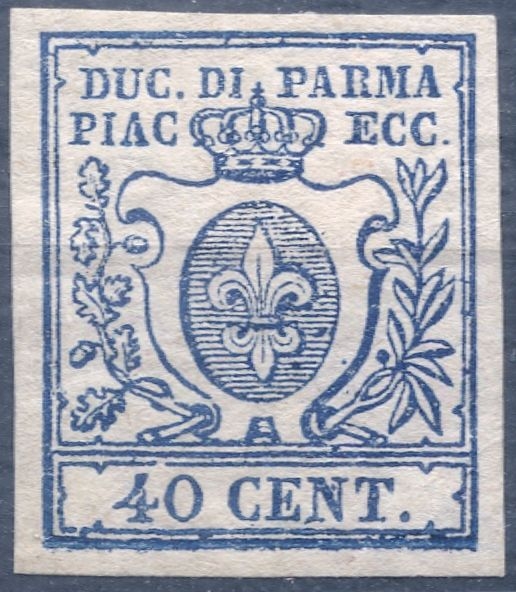 DUC. DI PARMA
PIAC ECC.
40 CENT.